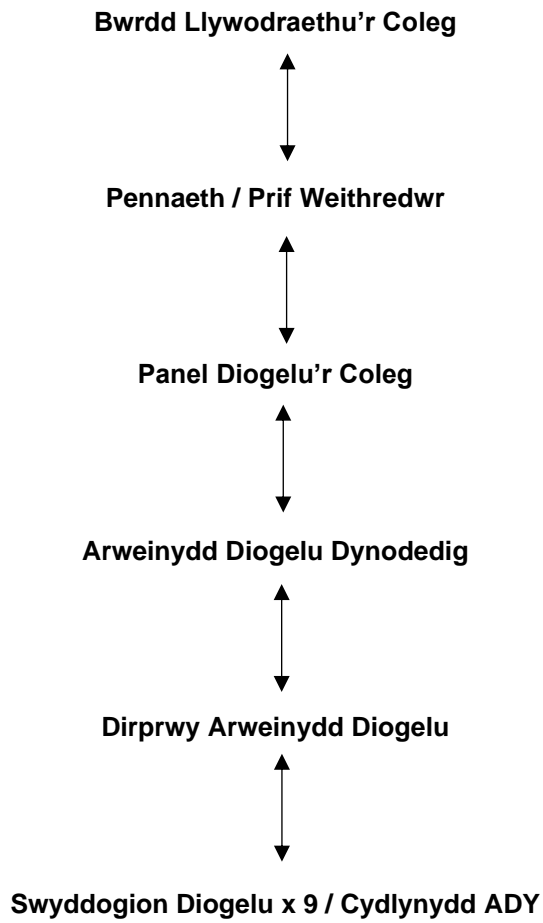 Bwrdd Llywodraethu'r Coleg
Pennaeth / Prif Weithredwr
Panel Diogelu'r Coleg
Arweinydd Diogelu Dynodedig
Dirprwy Arweinydd Diogelu
Swyddogion Diogelu x 9 / Cydlynydd ADY